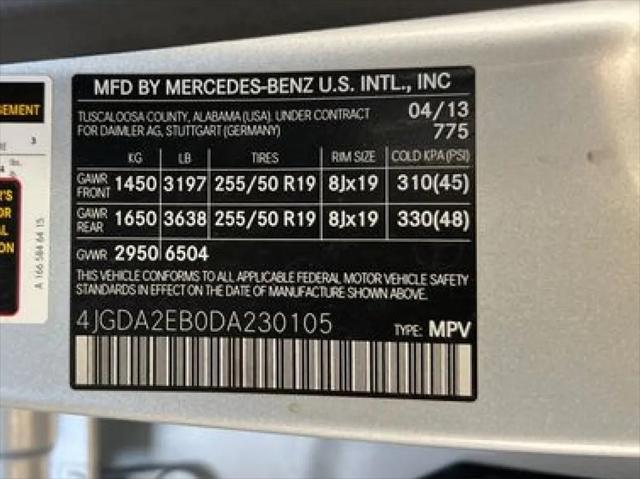 MFD BY MERCEDES-BENZ U.S. INTL., INC
TUSCALOOSA COUNTY, ALABAMA (USA). UNDER CONTRACT
FOR DAIMLER AG, STUTTGART (GERMANY)
04/13
775
KG LB TIRES RIM SIZE COLD KPA(PSI)
GAWR FRONT 1450 3197 255/50 R19 8Jx19 310(45)
GAWR REAR 1650 3638 255/50 R19 8Jx19 330(48)
GVWR 2950 6504
THIS VEHICLE CONFORMS TO ALL APPLICABLE FEDERAL MOTOR VEHICLE SAFETY
STANDARDS IN EFFECT ON THE DATE OF MANUFACTURE SHOWN ABOVE.
4JGDA2EB0DA230105 TYPE: MPV
3
A 166 584 64 15